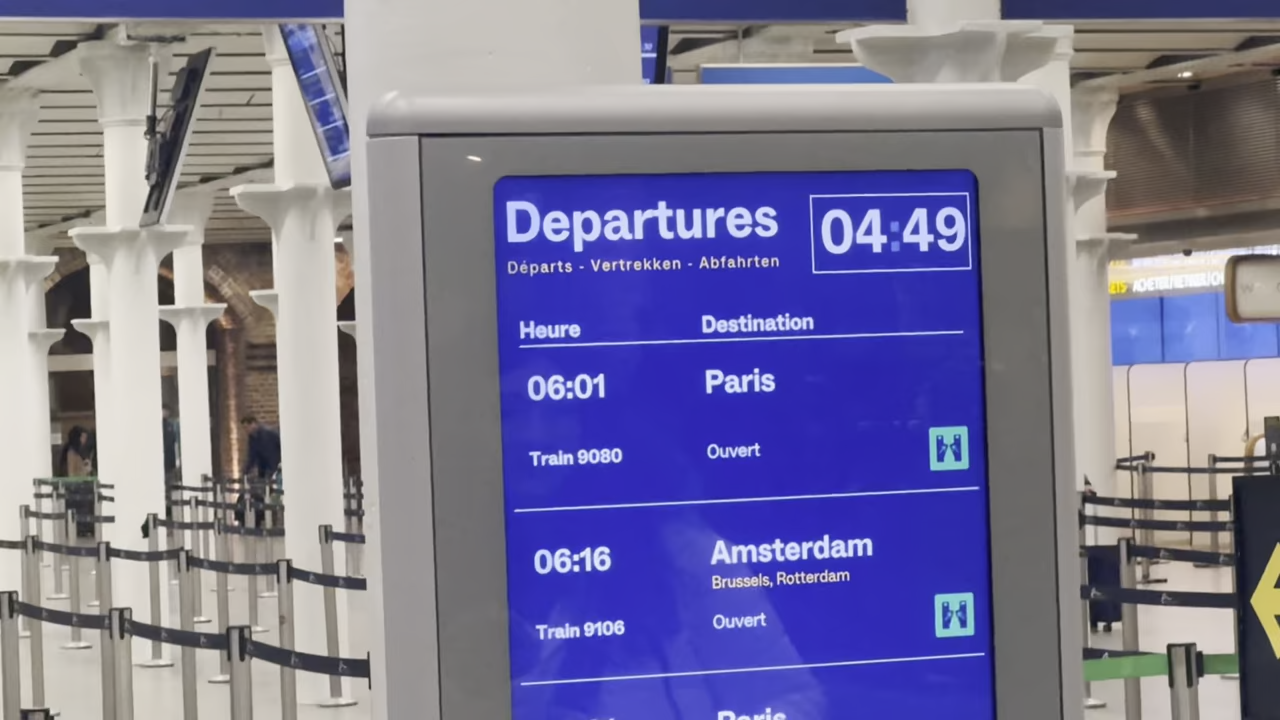 Departures
04:49
Départs - Vertrekken - Abfahrten
Heure Destination
06:01 Paris
Train 9080 Ouvert
06:16 Amsterdam
Brussels, Rotterdam
Train 9106 Ouvert
Paris